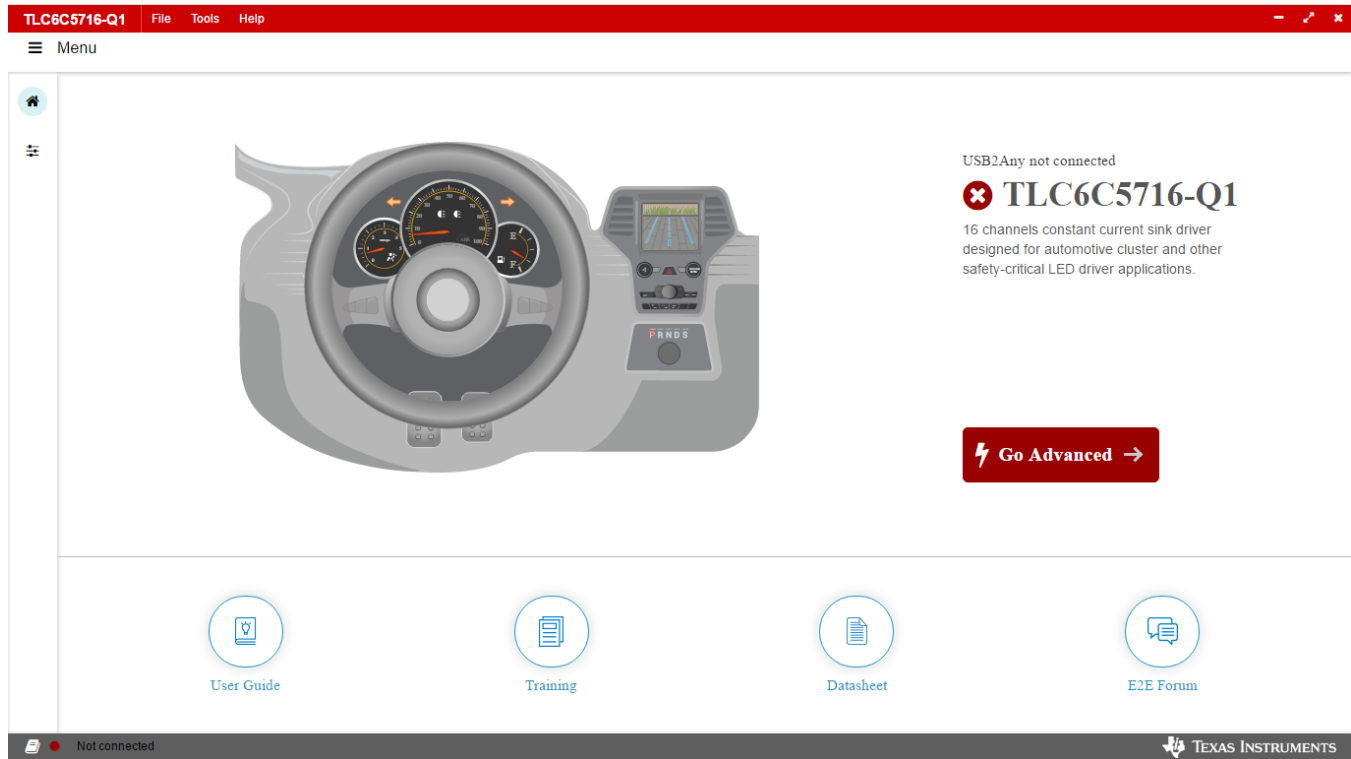 TLC6C5716-Q1 File Tools Help
Menu
USB2Any not connected
TLC6C5716-Q1
16 channels constant current sink driver
designed for automotive cluster and other
safety-critical LED driver applications.
PRNDS
Go Advanced
User Guide
Training
Datasheet
E2E Forum
Not connected
TEXAS INSTRUMENTS